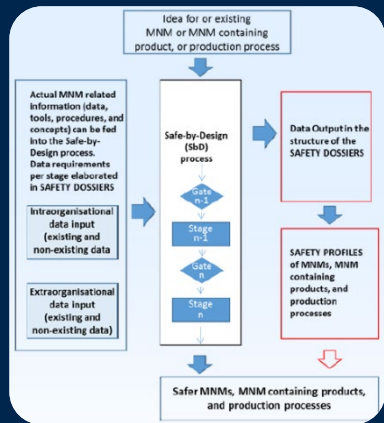 Idea for or existing
MNM or MNM containing
product, or production process
Actual MNM related
information (data,
tools, procedures, and
concepts) can be fed
into the Safe-by-
Design process.
Data requirements
per stage elaborated
in SAFETY DOSSIERS
Intraorganisational
data input
(existing and
non-existing data
Extraorganisational
data input (existing
and non-existing
data)
Safe-by-Design
(SbD)
process
Gate
n-1
Stage
n-1
Gate
n
Stage
n
Data Output in the
structure of the
SAFETY DOSSIERS
SAFETY PROFILES
of MNMs, MNM
containing
products, and
production
processes
Safer MNMs, MNM containing products,
and production processes